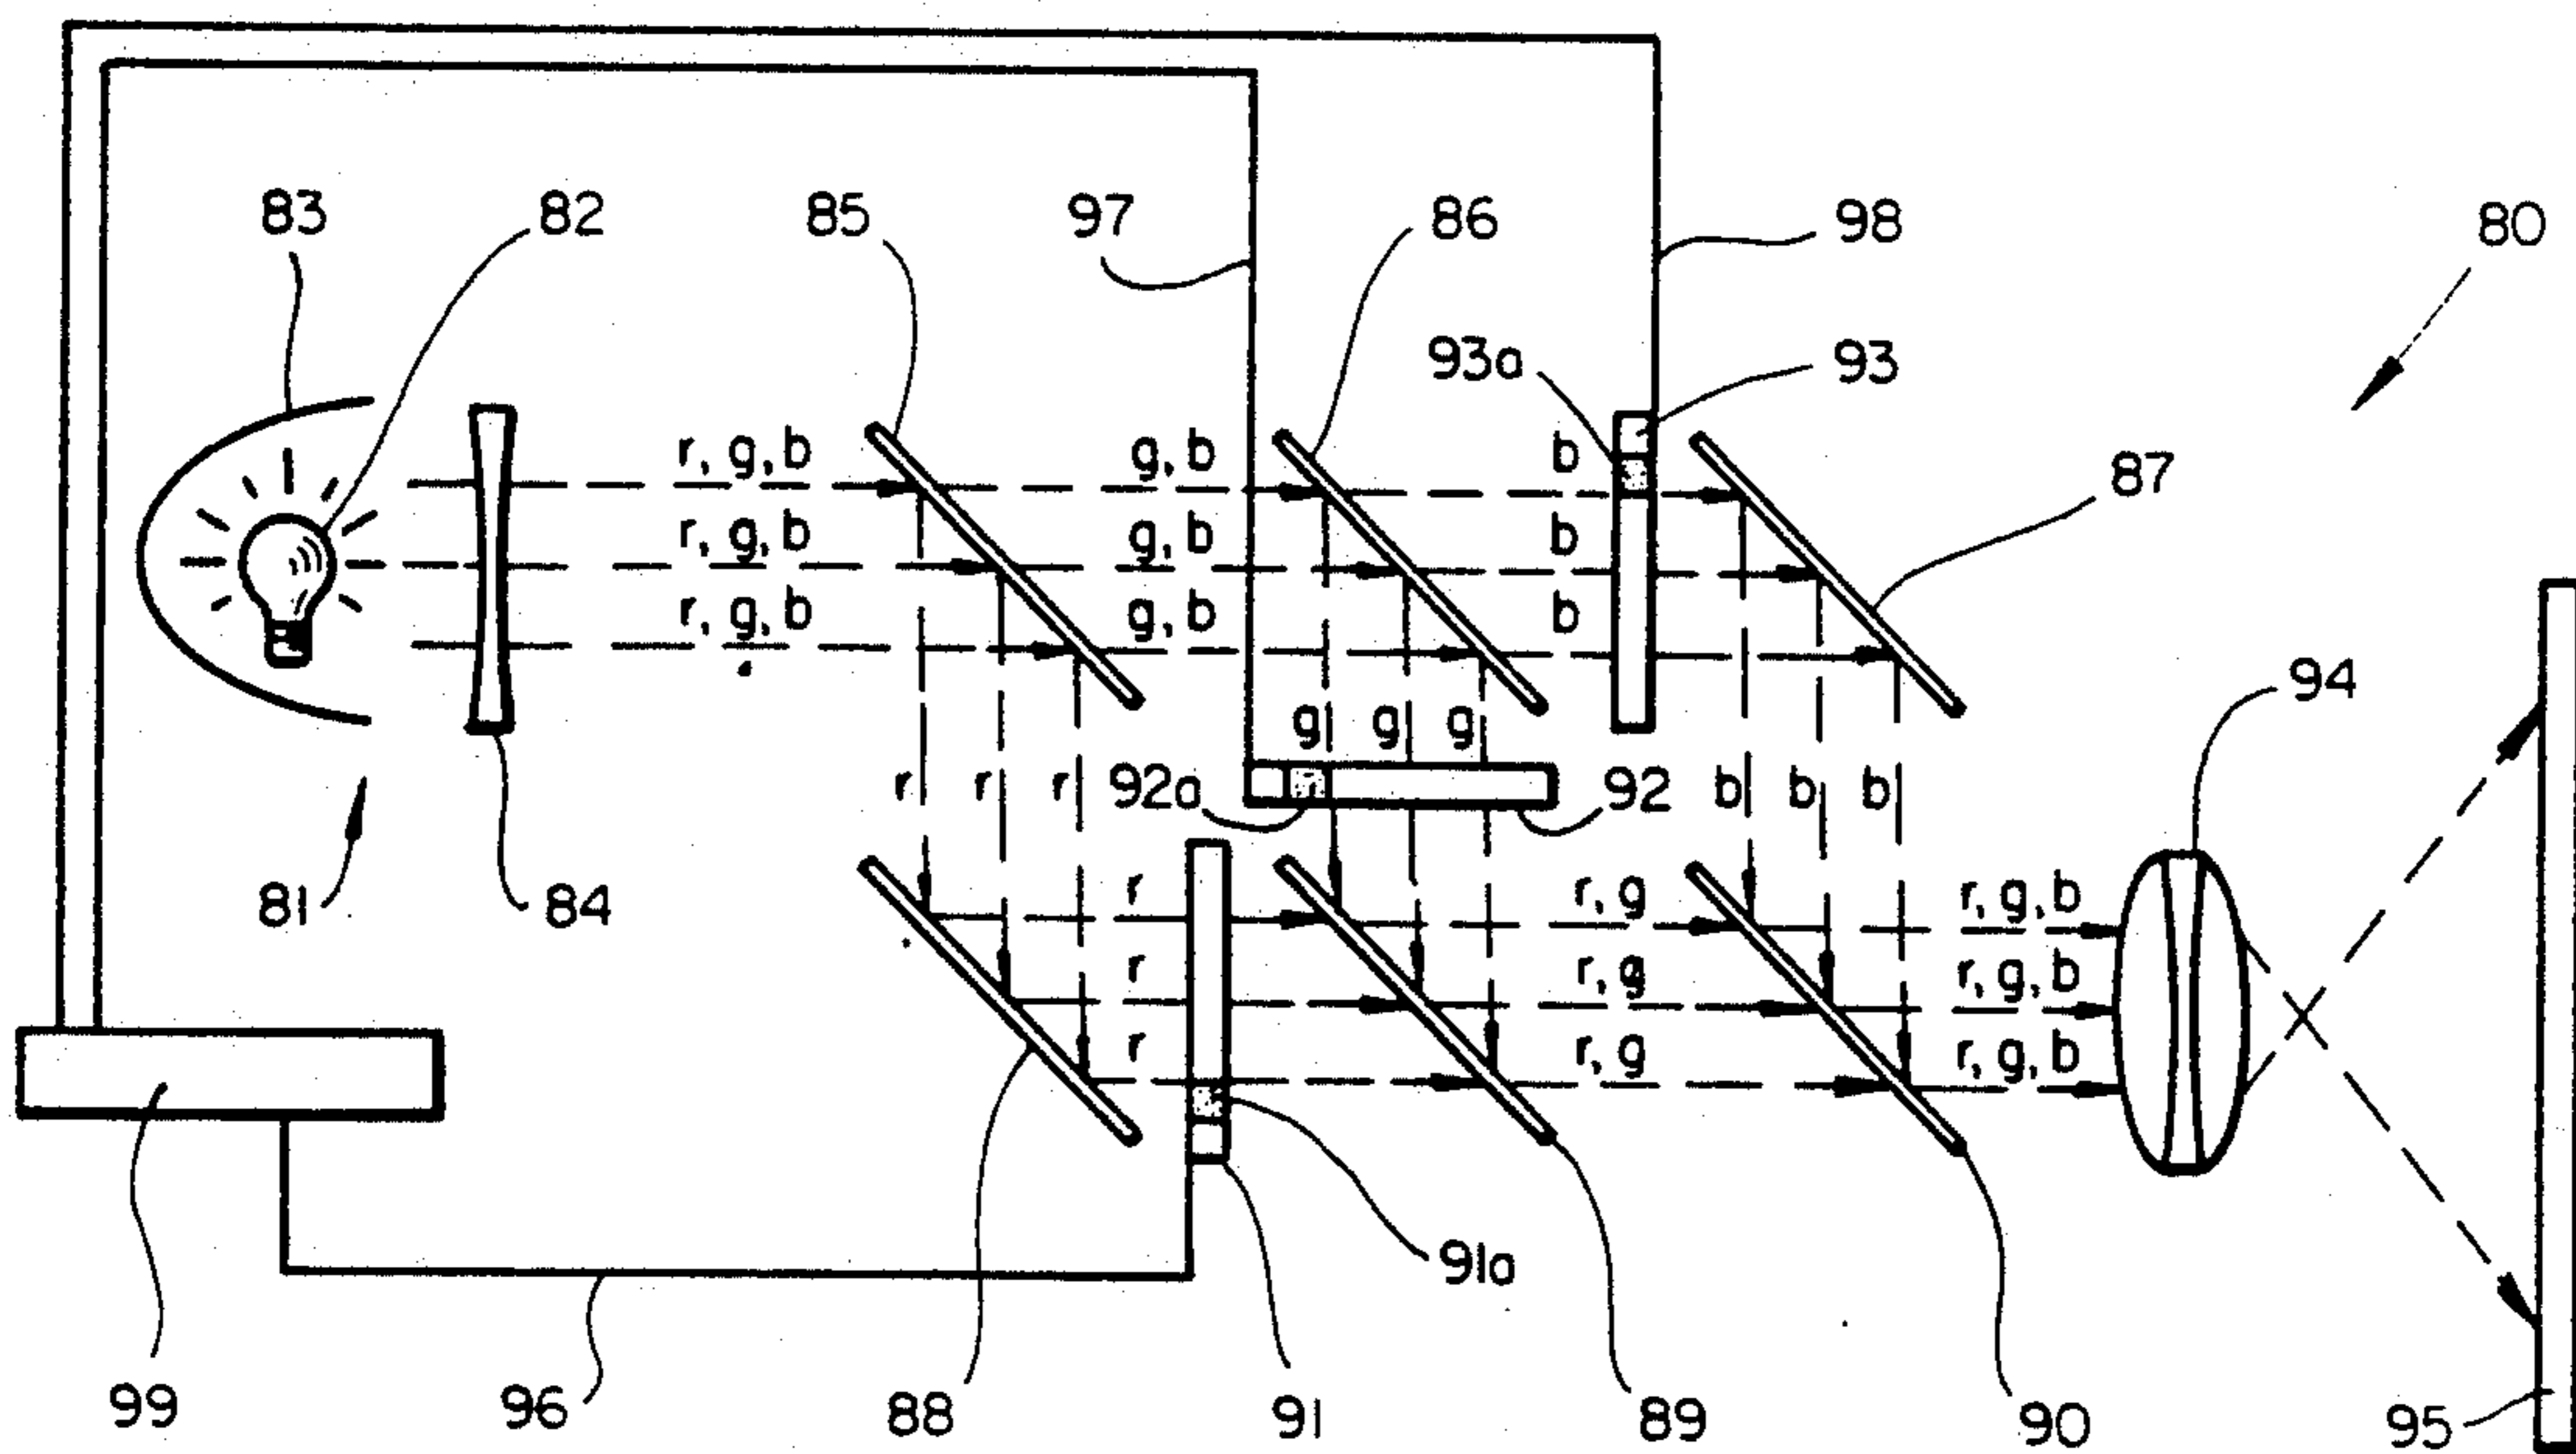 83 82 85 97 86 98 80
93a 93
r, g, b g, b b 87
r, g, b g, b b
r, g, b g, b b
94
g g g
r r r 92a 92 b b b
81 84
r r, g r, g, b
r r, g r, g, b
r r, g r, g, b
91a
99 96 88 91 89 90 95